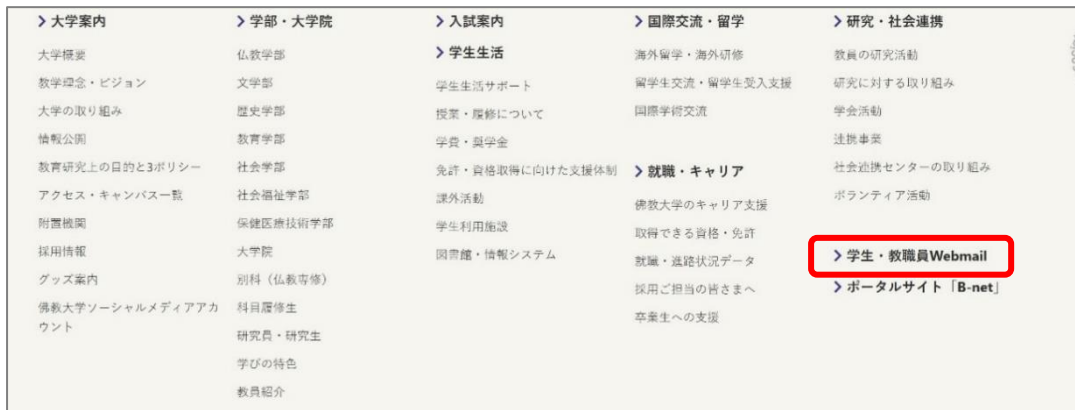 大学案内
大学概要
教学理念・ビジョン
大学の取り組み
情報公開
教育研究上の目的と3ポリシー
アクセス・キャンパス一覧
附置機関
採用情報
グッズ案内
佛教大学ソーシャルメディアアカ
ウント
学部・大学院
仏教学部
文学部
歴史学部
教育学部
社会学部
社会福祉学部
保健医療技術学部
大学院
別科（仏教専修）
科目履修生
研究員・研究生
学びの特色
教員紹介
入試案内
学生生活
学生生活サポート
授業・履修について
学費・奨学金
免許・資格取得に向けた支援体制
課外活動
学生利用施設
図書館・情報システム
国際交流・留学
海外留学・海外研修
留学生交流・留学生受入支援
国際学術交流
就職・キャリア
佛教大学のキャリア支援
取得できる資格・免許
就職・進路状況データ
採用ご担当の皆さまへ
卒業生への支援
研究・社会連携
教員の研究活動
研究に対する取り組み
学会活動
連携事業
社会連携センターの取り組み
ボランティア活動
学生・教職員Webmail
ポータルサイト「B-net」